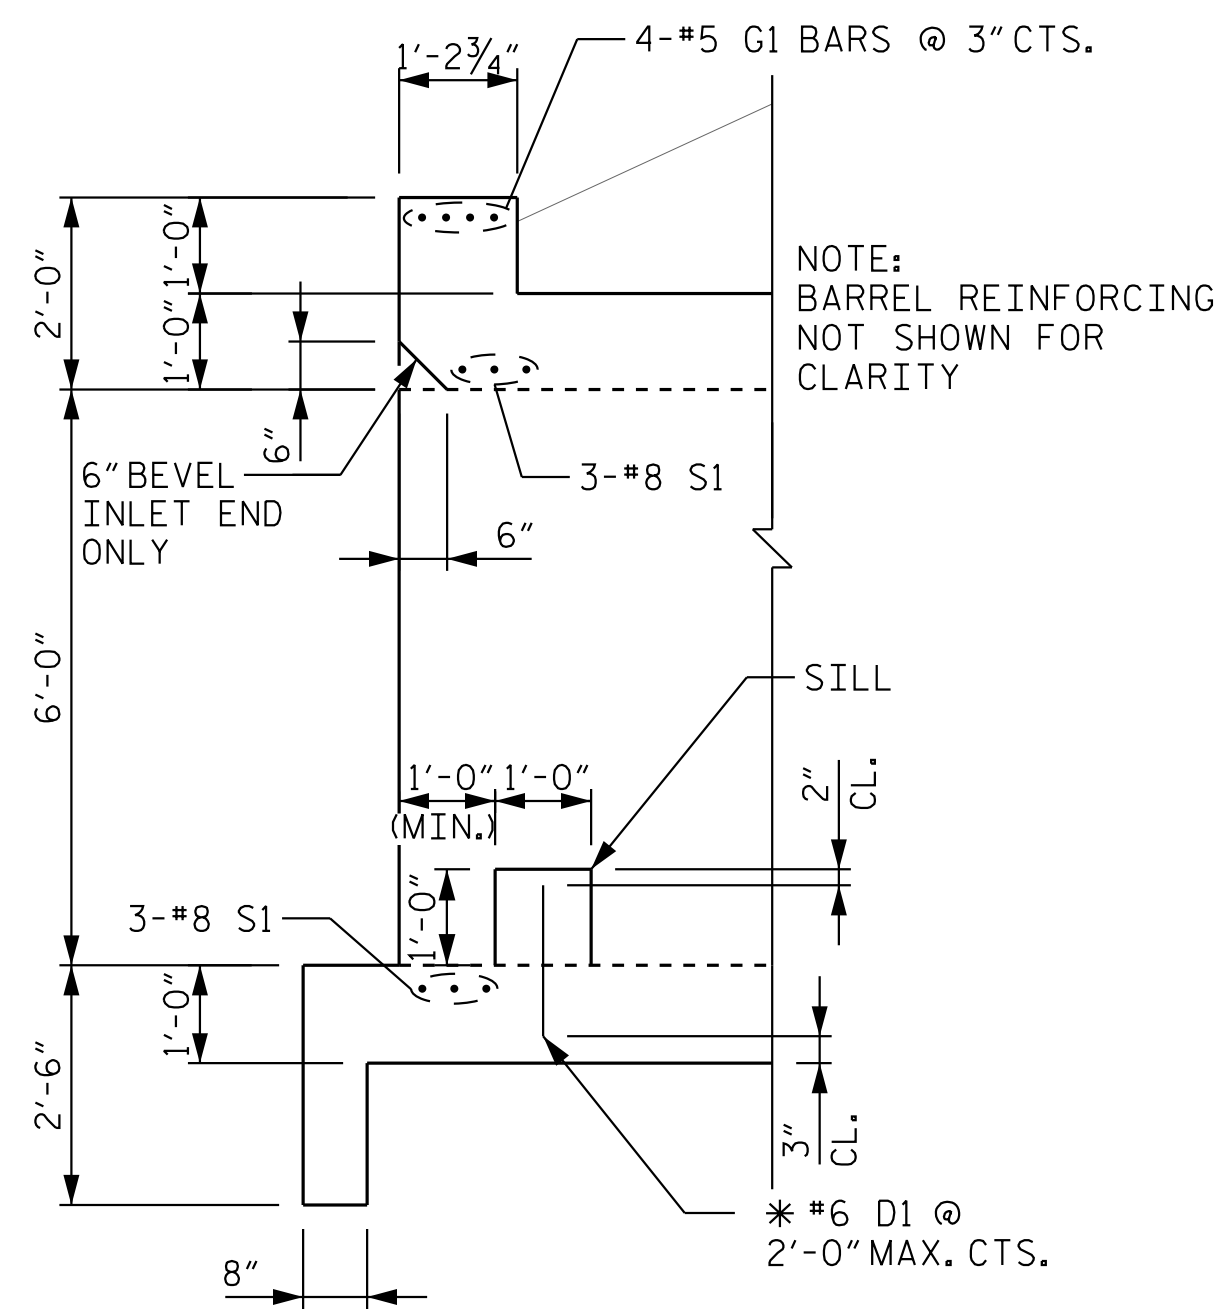 1'-2 3/4"
4-#5 G1 BARS @ 3"CTS.
2'-0"
1'-0"
1'-0"
NOTE:
BARREL REINFORCING
NOT SHOWN FOR
CLARITY
6"
6"BEVEL
INLET END
ONLY
3-#8 S1
6"
6'-0"
SILL
1'-0"
1'-0"
(MIN.)
2"
CL.
1'-0"
3-#8 S1
1'-0"
2'-6"
3"
CL.
* #6 D1 @
2'-0"MAX. CTS.
8"